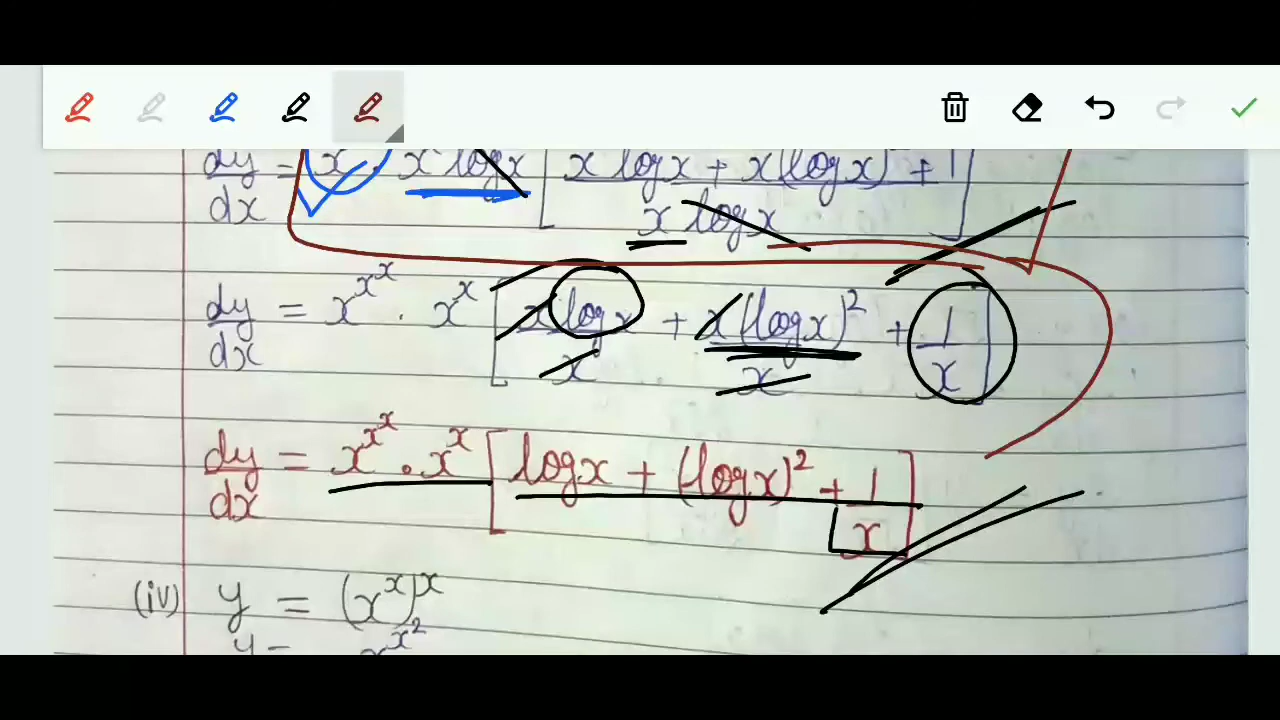 dy/dx = x . x^x log x [ (x log x + x(log x)^2 + 1) / (x log x) ]
dy/dx = x^x^x . x^x [ (x log x)/x + (x(log x)^2)/x + 1/x ]
dy/dx = x^x^x . x^x [ log x + (log x)^2 + 1/x ]
(iv) y = (x^x)^x
y = x^x^2